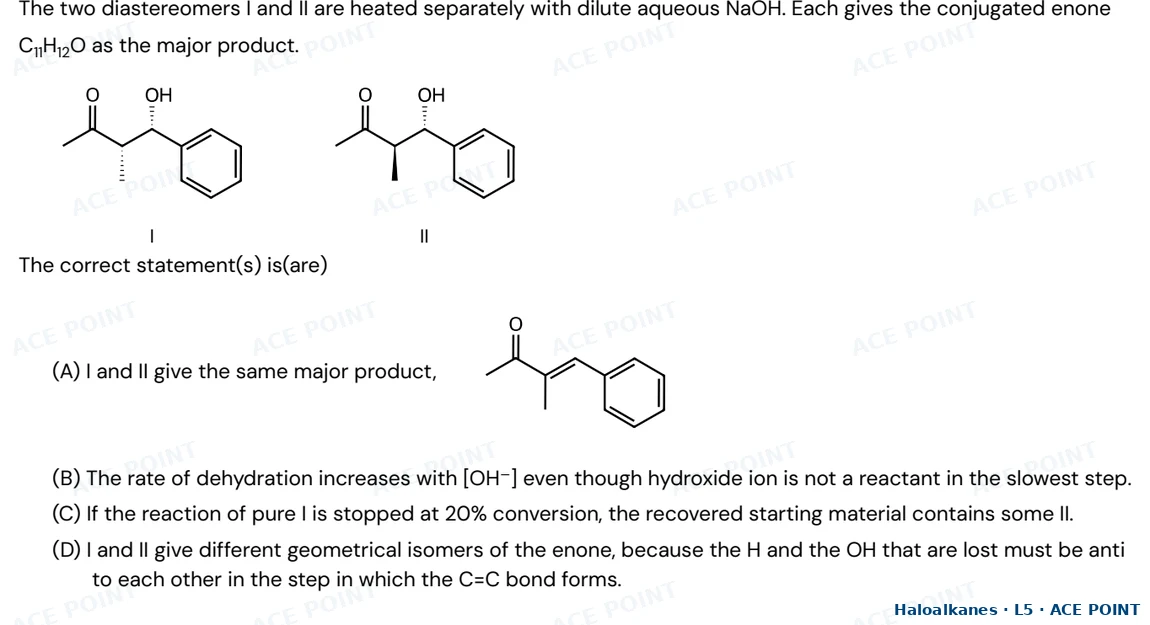 The two diastereomers I and II are heated separately with dilute aqueous NaOH. Each gives the conjugated enone
C₁₁H₁₂O as the major product.
O OH O OH
I II
The correct statement(s) is(are)
O
(A) I and II give the same major product,
(B) The rate of dehydration increases with [OH⁻] even though hydroxide ion is not a reactant in the slowest step.
(C) If the reaction of pure I is stopped at 20% conversion, the recovered starting material contains some II.
(D) I and II give different geometrical isomers of the enone, because the H and the OH that are lost must be anti
to each other in the step in which the C=C bond forms.
Haloalkanes · L5 · ACE POINT